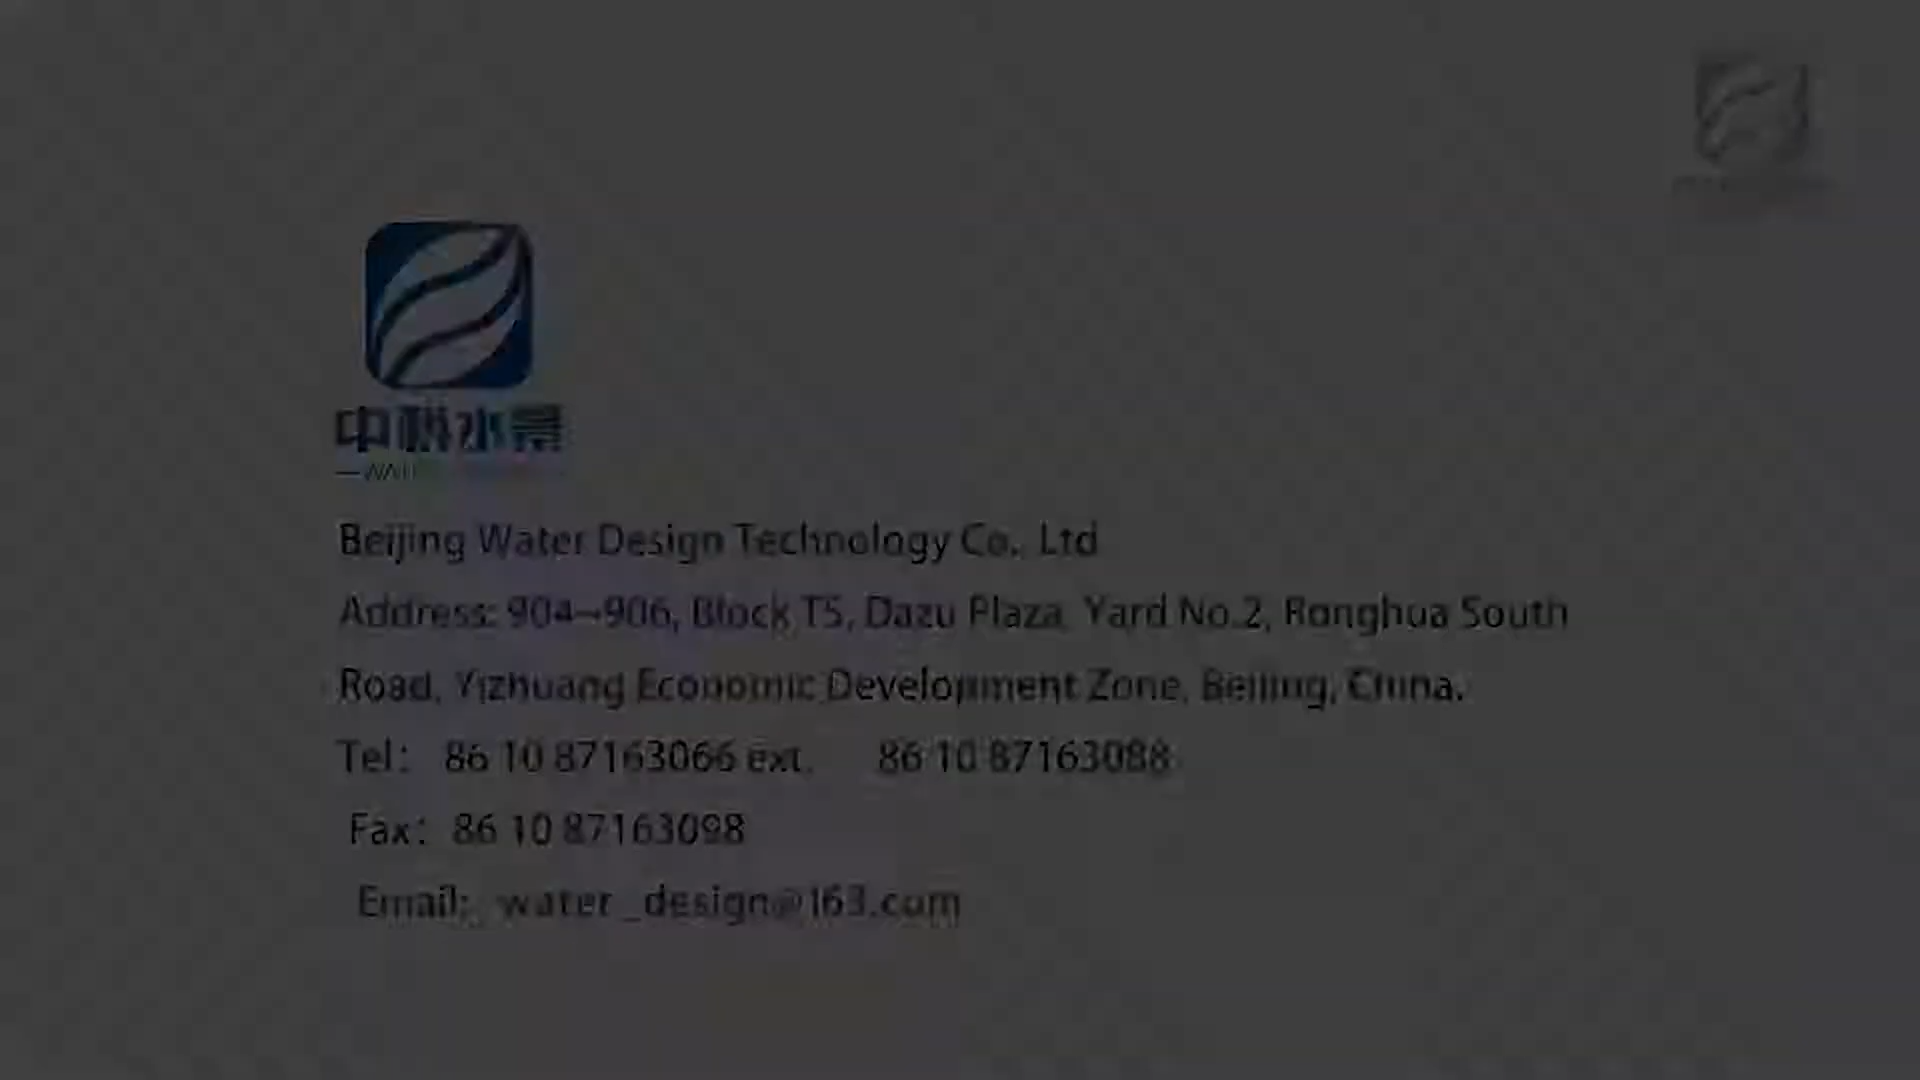 中科水景
Beijing Water Design Technology Co., Ltd
Address: 904—906, Block T5, Dazu Plaza, Yard No.2, Ronghua South
Road, Yizhuang Economic Development Zone, Beijing, China.
Tel： 86 10 87163066 ext. 86 10 87163088
Fax：86 10 87163098
Email: water_design@163.com